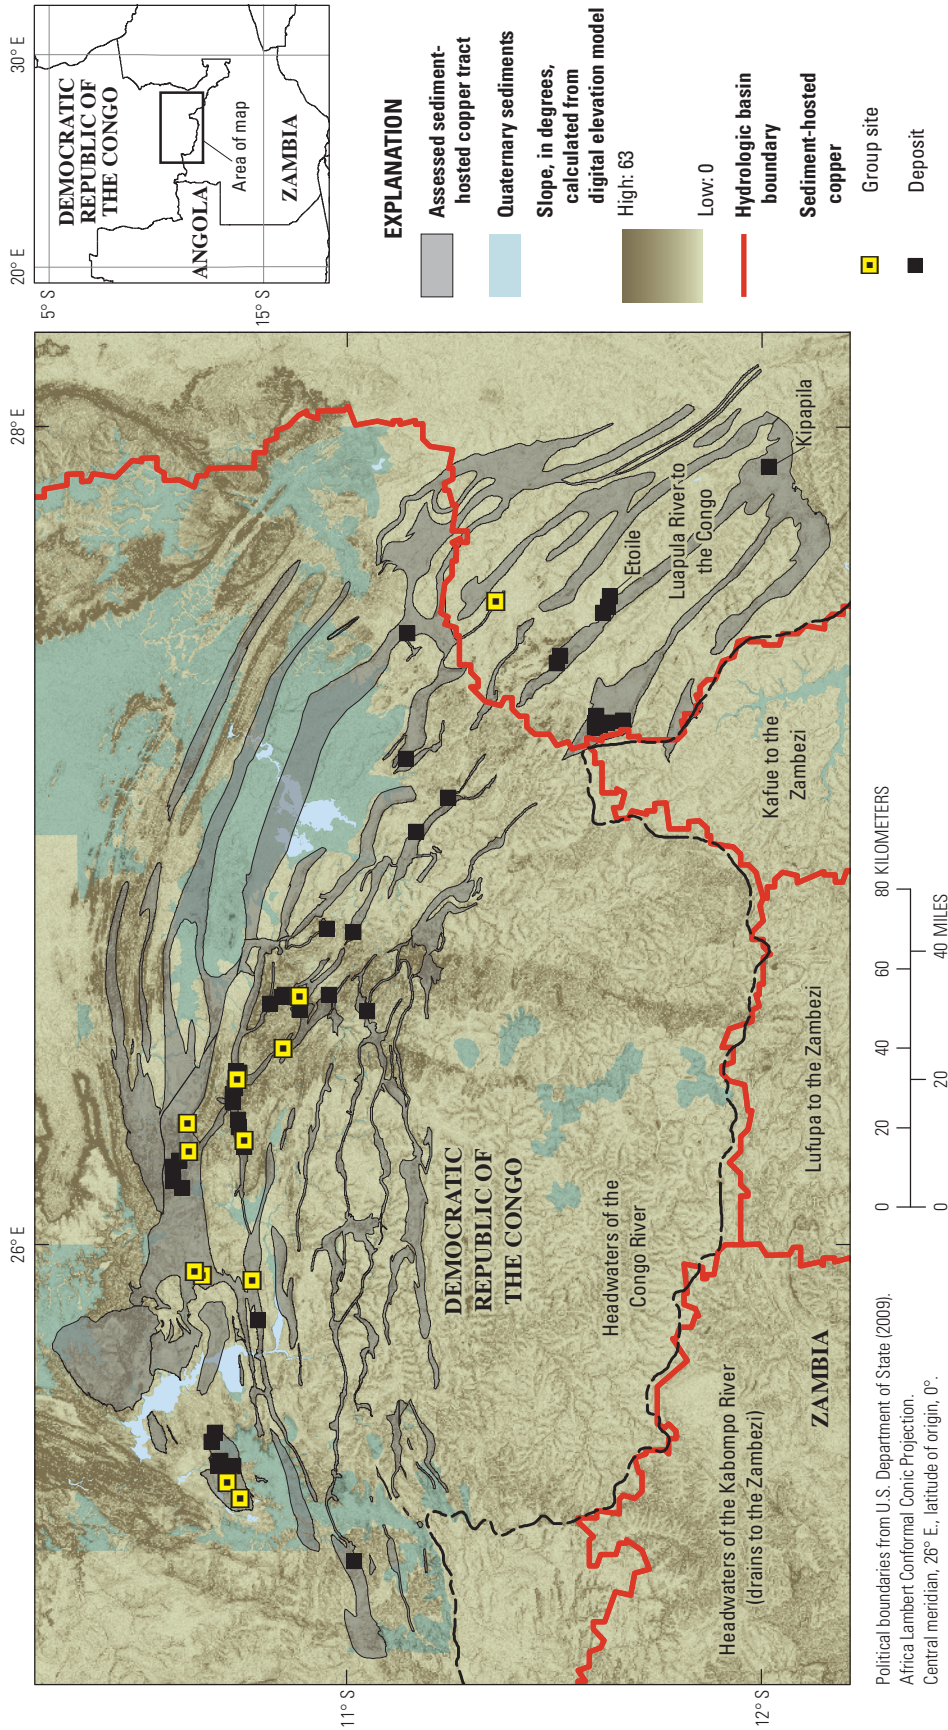 26° E
28° E
11° S
12° S
DEMOCRATIC
REPUBLIC OF
THE CONGO
Headwaters of the
Congo River
Headwaters of the Kabompo River
(drains to the Zambezi)
ZAMBIA
Lufupa to the Zambezi
Kafue to the
Zambezi
Luapula River to
the Congo
Etoile
Kipapila
Political boundaries from U.S. Department of State (2009).
Africa Lambert Conformal Conic Projection.
Central meridian, 26° E., latitude of origin, 0°.
0 20 40 60 80 KILOMETERS
0 20 40 MILES
20° E
30° E
5° S
15° S
DEMOCRATIC
REPUBLIC OF
THE CONGO
ANGOLA
Area of map
ZAMBIA
EXPLANATION
Assessed sediment-
hosted copper tract
Quaternary sediments
Slope, in degrees,
calculated from
digital elevation model
High: 63
Low: 0
Hydrologic basin
boundary
Sediment-hosted
copper
Group site
Deposit